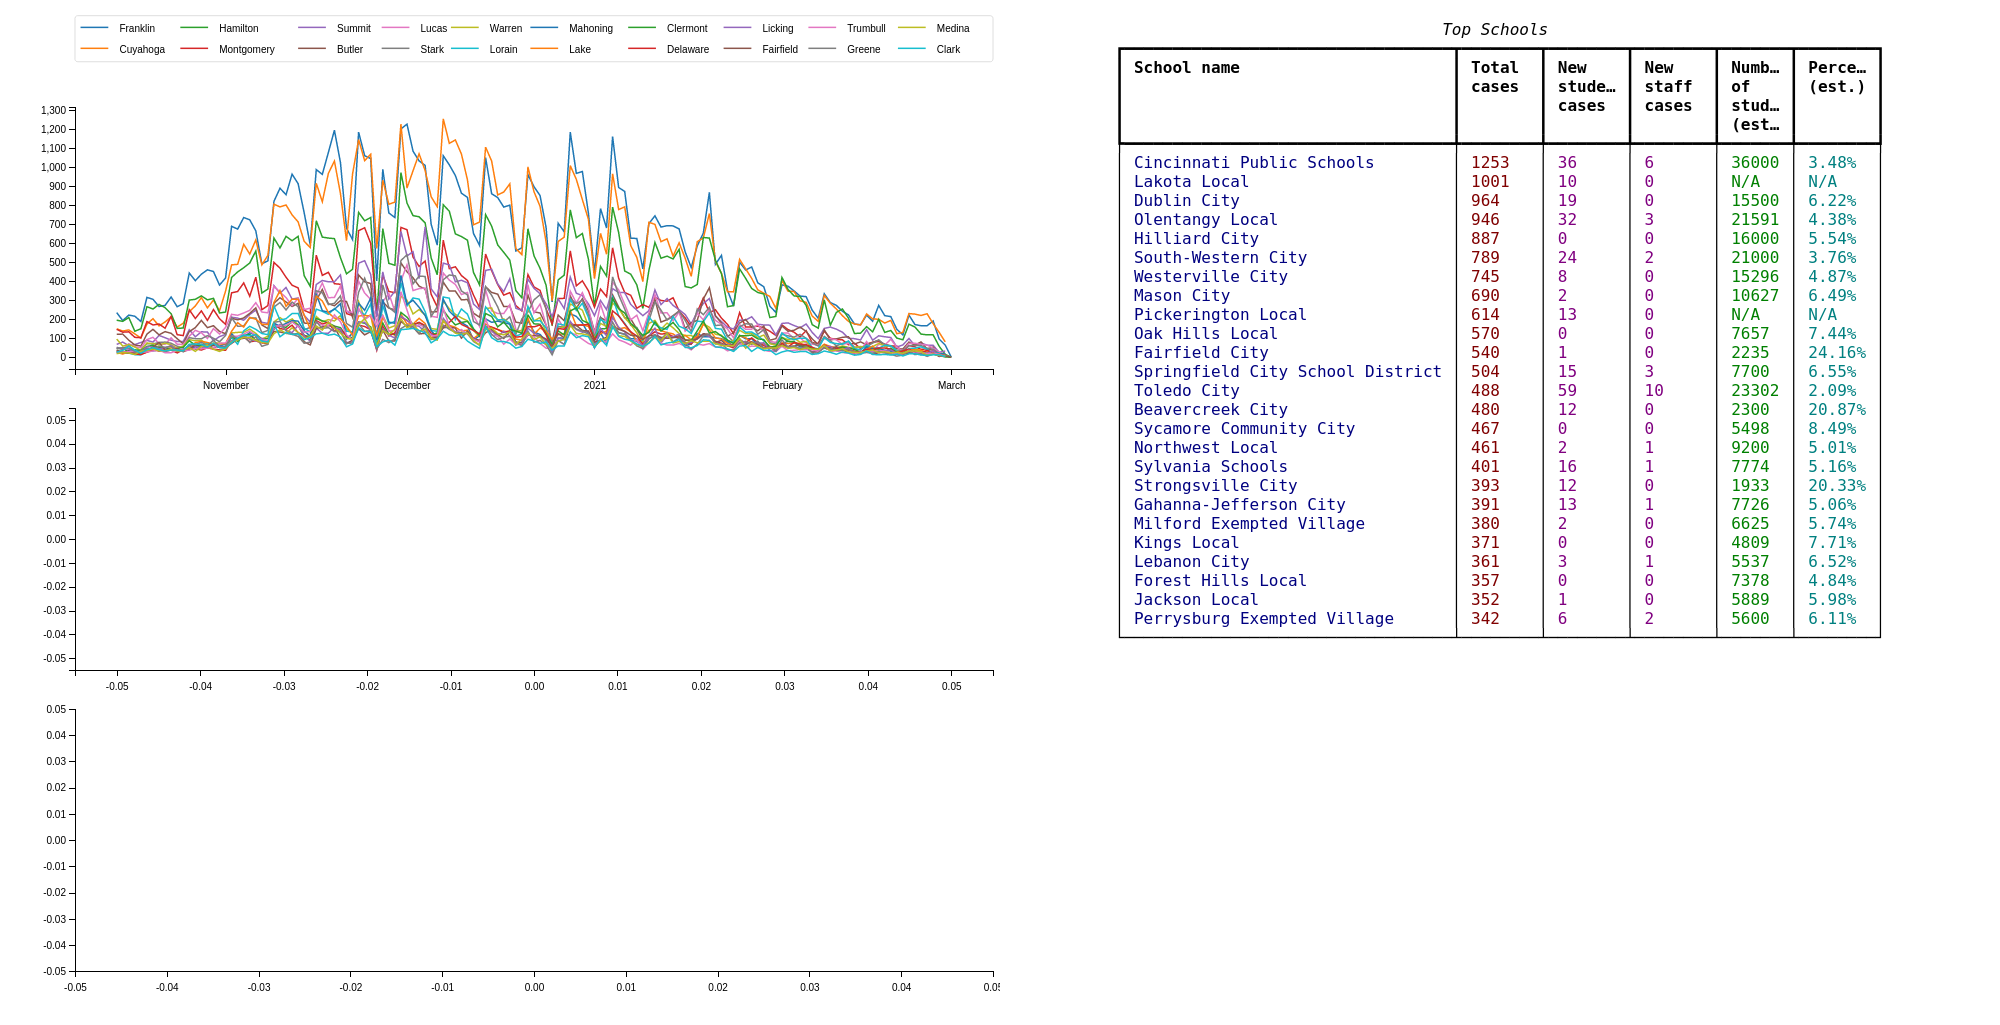 Franklin Hamilton Summit Lucas Warren Mahoning Clermont Licking Trumbull Medina
Cuyahoga Montgomery Butler Stark Lorain Lake Delaware Fairfield Greene Clark
1,300
1,200
1,100
1,000
900
800
700
600
500
400
300
200
100
0
November December 2021 February March
0.05
0.04
0.03
0.02
0.01
0.00
-0.01
-0.02
-0.03
-0.04
-0.05
-0.05 -0.04 -0.03 -0.02 -0.01 0.00 0.01 0.02 0.03 0.04 0.05
0.05
0.04
0.03
0.02
0.01
0.00
-0.01
-0.02
-0.03
-0.04
-0.05
-0.05 -0.04 -0.03 -0.02 -0.01 0.00 0.01 0.02 0.03 0.04 0.05
Top Schools
School name Total New New Numb… Perce…
cases stude… staff of (est.)
cases cases stud…
(est…
Cincinnati Public Schools 1253 36 6 36000 3.48%
Lakota Local 1001 10 0 N/A N/A
Dublin City 964 19 0 15500 6.22%
Olentangy Local 946 32 3 21591 4.38%
Hilliard City 887 0 0 16000 5.54%
South-Western City 789 24 2 21000 3.76%
Westerville City 745 8 0 15296 4.87%
Mason City 690 2 0 10627 6.49%
Pickerington Local 614 13 0 N/A N/A
Oak Hills Local 570 0 0 7657 7.44%
Fairfield City 540 1 0 2235 24.16%
Springfield City School District 504 15 3 7700 6.55%
Toledo City 488 59 10 23302 2.09%
Beavercreek City 480 12 0 2300 20.87%
Sycamore Community City 467 0 0 5498 8.49%
Northwest Local 461 2 1 9200 5.01%
Sylvania Schools 401 16 1 7774 5.16%
Strongsville City 393 12 0 1933 20.33%
Gahanna-Jefferson City 391 13 1 7726 5.06%
Milford Exempted Village 380 2 0 6625 5.74%
Kings Local 371 0 0 4809 7.71%
Lebanon City 361 3 1 5537 6.52%
Forest Hills Local 357 0 0 7378 4.84%
Jackson Local 352 1 0 5889 5.98%
Perrysburg Exempted Village 342 6 2 5600 6.11%